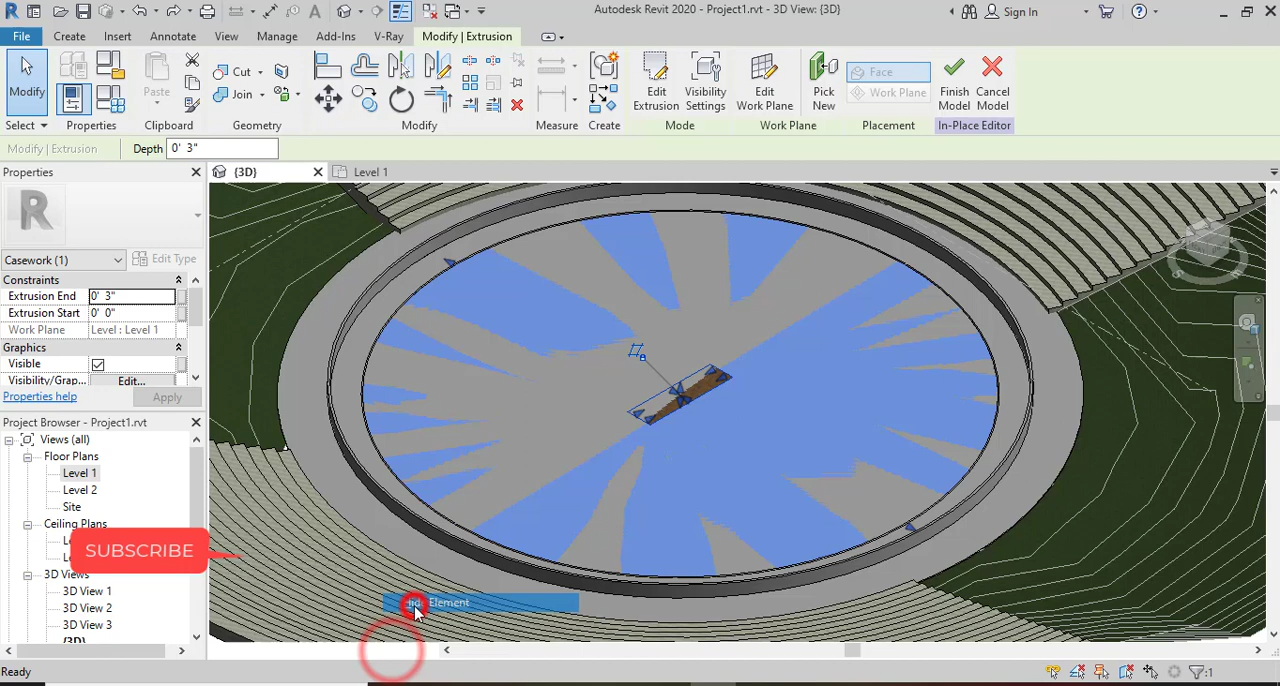 Autodesk Revit 2020 - Project1.rvt - 3D View: {3D}
Sign In
File Create Insert Annotate View Manage Add-Ins V-Ray Modify | Extrusion
Modify
Paste
Cut
Join
Edit Extrusion
Visibility Settings
Edit Work Plane
Pick New
Face
Work Plane
Finish Model
Cancel Model
Select Properties Clipboard Geometry Modify Measure Create Mode Work Plane Placement In-Place Editor
Modify | Extrusion Depth 0' 3"
Properties
{3D}
Level 1
R
Casework (1) Edit Type
Constraints
Extrusion End 0' 3"
Extrusion Start 0' 0"
Work Plane Level : Level 1
Graphics
Visible
Visibility/Grap... Edit...
Properties help Apply
Project Browser - Project1.rvt
Views (all)
Floor Plans
Level 1
Level 2
Site
Ceiling Plans
SUBSCRIBE
3D Views
3D View 1
3D View 2
3D View 3
{3D}
Element
Ready
:1